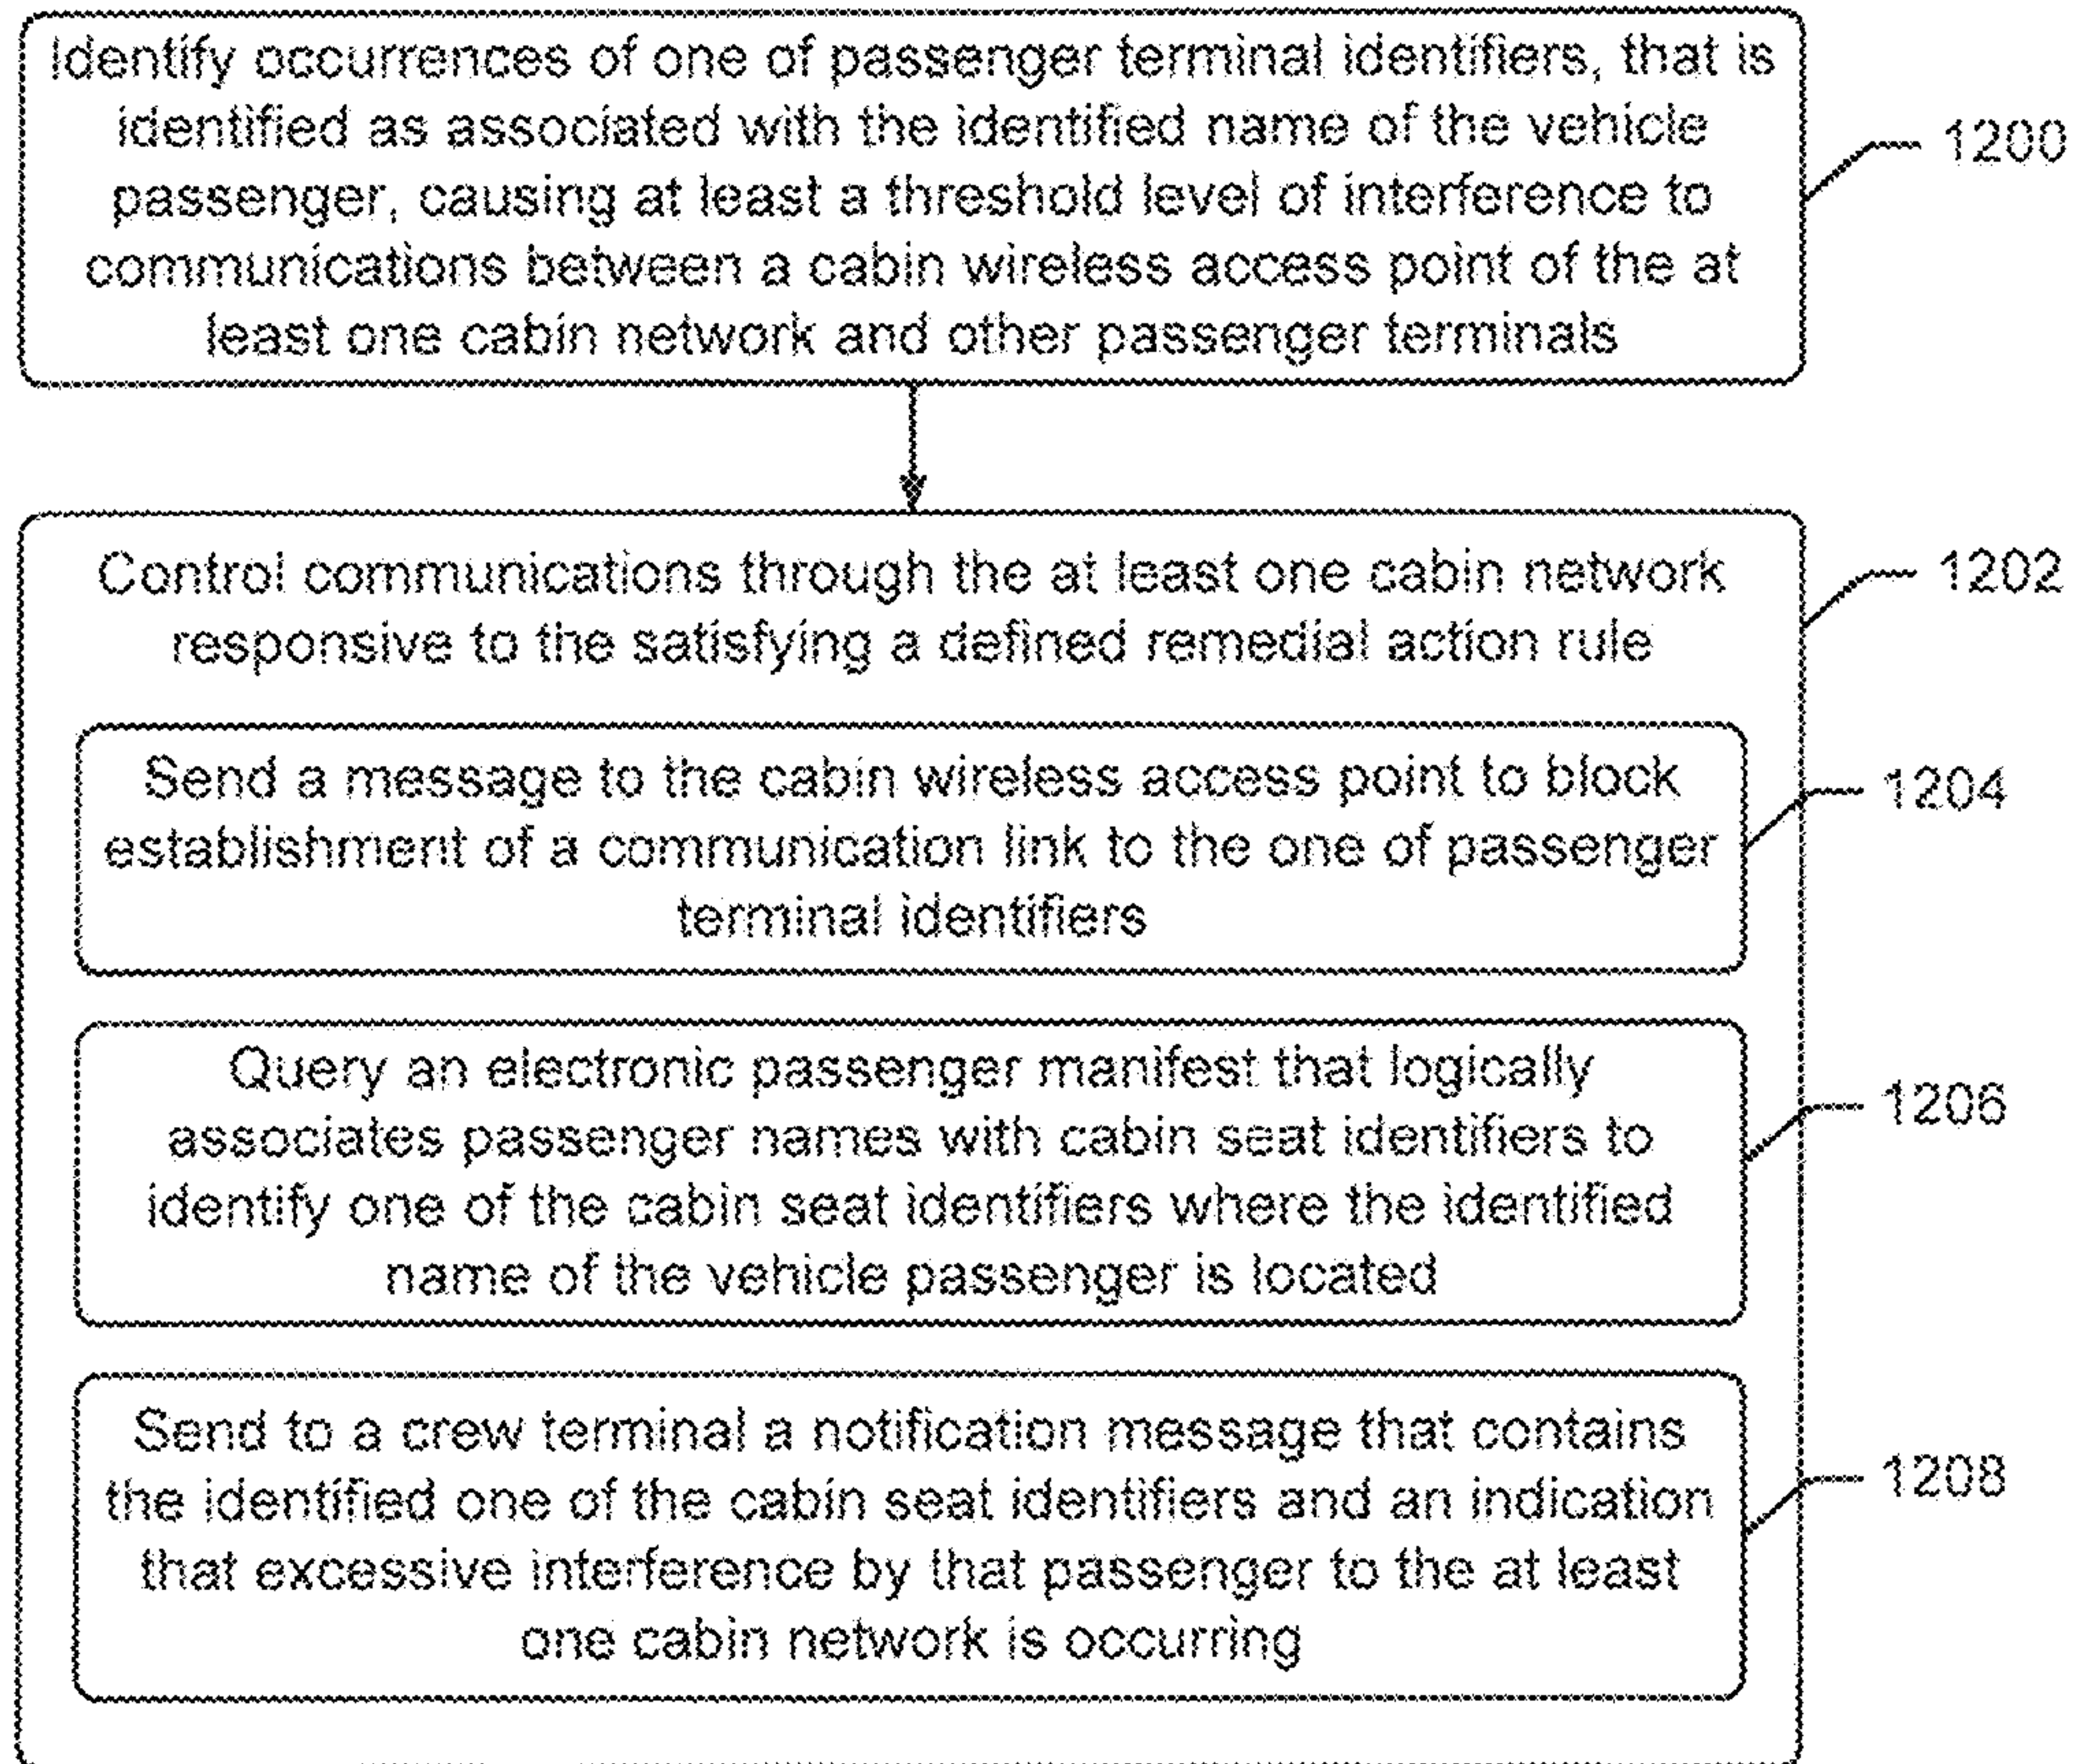 Identify occurrences of one of passenger terminal identifiers, that is
identified as associated with the identified name of the vehicle
passenger, causing at least a threshold level of interference to
communications between a cabin wireless access point of the at
least one cabin network and other passenger terminals
1200
Control communications through the at least one cabin network
responsive to the satisfying a defined remedial action rule
1202
Send a message to the cabin wireless access point to block
establishment of a communication link to the one of passenger
terminal identifiers
1204
Query an electronic passenger manifest that logically
associates passenger names with cabin seat identifiers to
identify one of the cabin seat identifiers where the identified
name of the vehicle passenger is located
1206
Send to a crew terminal a notification message that contains
the identified one of the cabin seat identifiers and an indication
that excessive interference by that passenger to the at least
one cabin network is occurring
1208